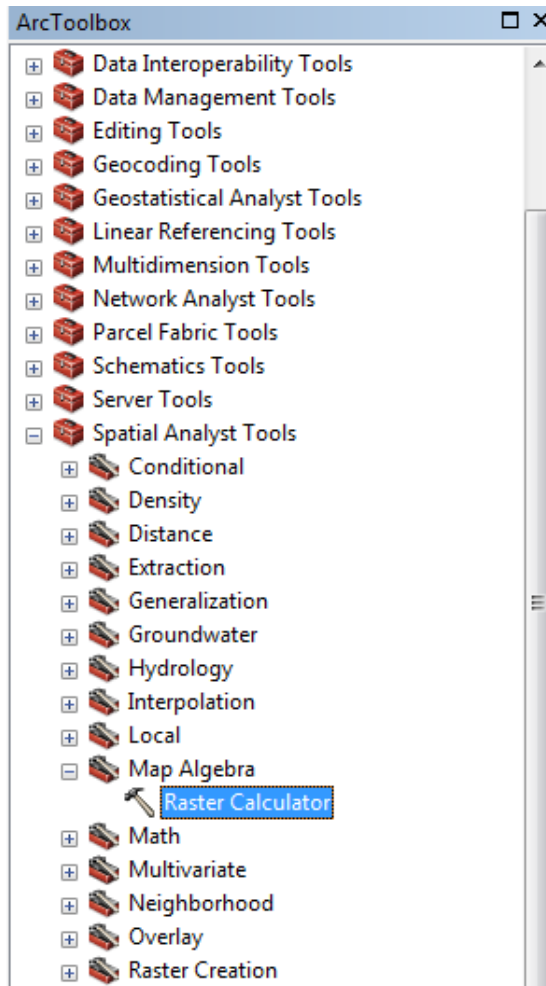 ArcToolbox
Data Interoperability Tools
Data Management Tools
Editing Tools
Geocoding Tools
Geostatistical Analyst Tools
Linear Referencing Tools
Multidimension Tools
Network Analyst Tools
Parcel Fabric Tools
Schematics Tools
Server Tools
Spatial Analyst Tools
Conditional
Density
Distance
Extraction
Generalization
Groundwater
Hydrology
Interpolation
Local
Map Algebra
Raster Calculator
Math
Multivariate
Neighborhood
Overlay
Raster Creation